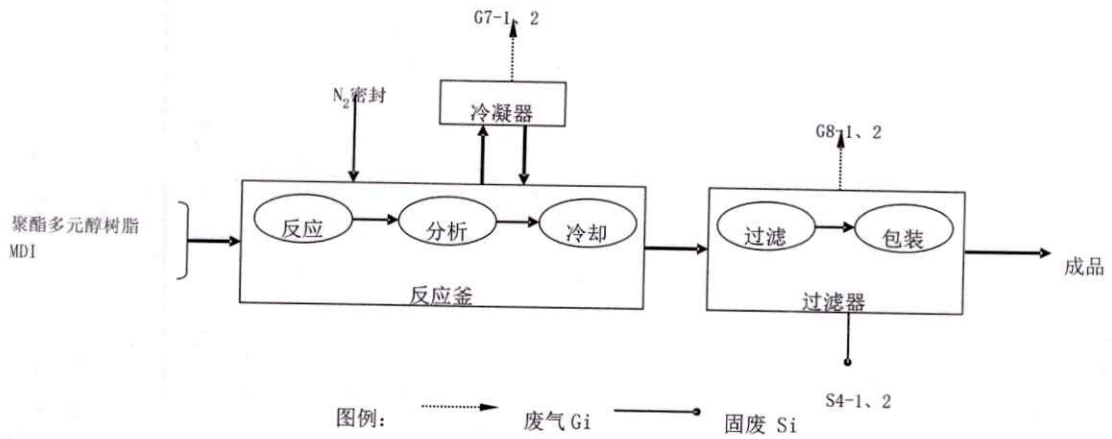 G7-1、2
N₂密封
冷凝器
G8-1、2
聚酯多元醇树脂
MDI
反应
分析
冷却
过滤
包装
成品
反应釜
过滤器
S4-1、2
图例:
废气Gi
固废 Si